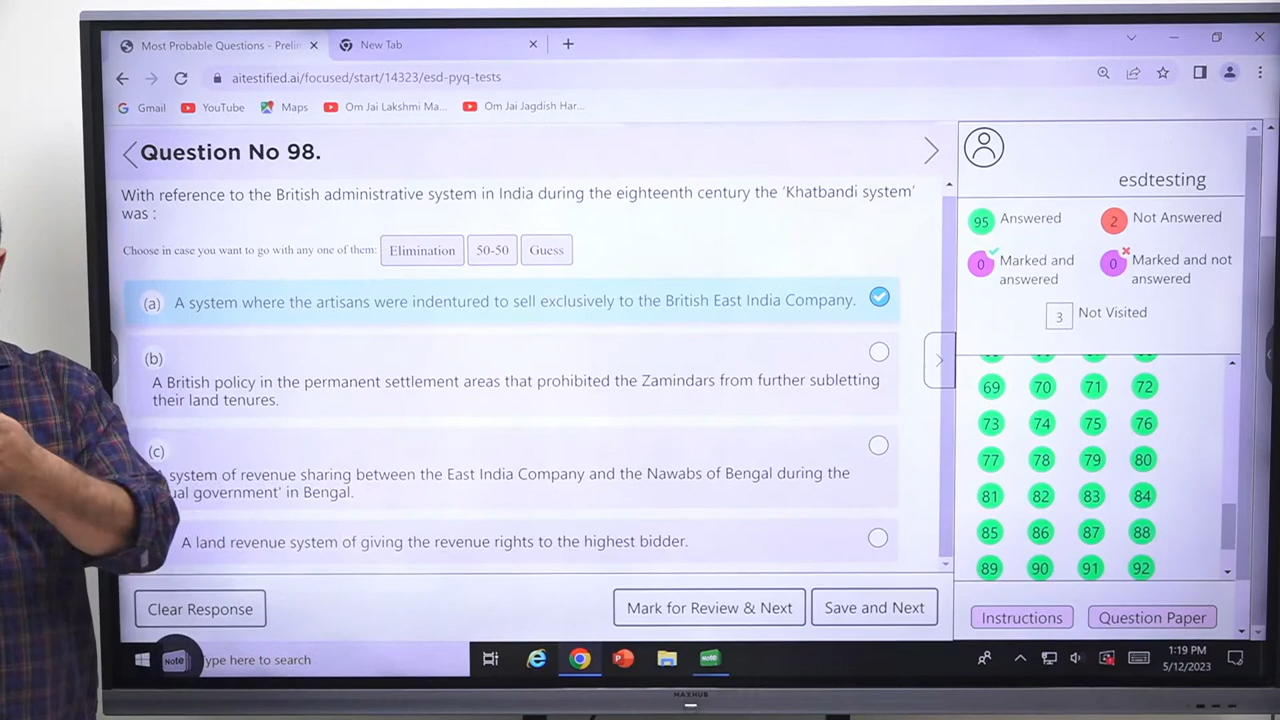 Most Probable Questions - Prelin
New Tab
aitestified.ai/focused/start/14323/esd-pyq-tests
Gmail
YouTube
Maps
Om Jai Lakshmi Ma...
Om Jai Jagdish Har...
Question No 98.
With reference to the British administrative system in India during the eighteenth century the 'Khatbandi system'
was :
Choose in case you want to go with any one of them: Elimination 50-50 Guess
(a) A system where the artisans were indentured to sell exclusively to the British East India Company.
(b)
A British policy in the permanent settlement areas that prohibited the Zamindars from further subletting
their land tenures.
(c)
system of revenue sharing between the East India Company and the Nawabs of Bengal during the
ual government' in Bengal.
A land revenue system of giving the revenue rights to the highest bidder.
Clear Response
Mark for Review & Next
Save and Next
esdtesting
95 Answered
2 Not Answered
0 Marked and
answered
0 Marked and not
answered
3 Not Visited
69 70 71 72
73 74 75 76
77 78 79 80
81 82 83 84
85 86 87 88
89 90 91 92
Instructions
Question Paper
Note
ype here to search
Note
1:19 PM
5/12/2023
MAXHUB